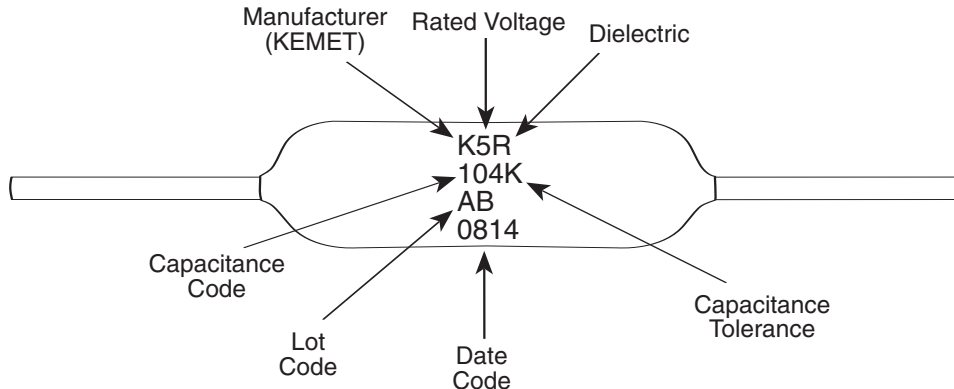 Manufacturer
(KEMET)
Rated Voltage
Dielectric
K5R
104K
AB
0814
Capacitance
Code
Capacitance
Tolerance
Lot
Code
Date
Code